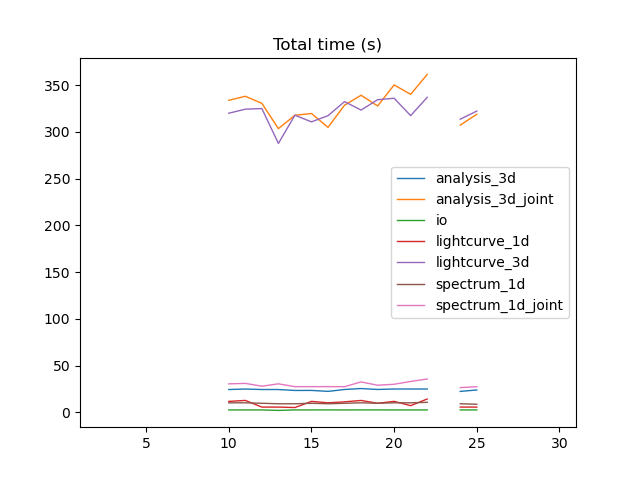 Total time (s)
350
300
250
200
150
100
50
0
analysis_3d
analysis_3d_joint
io
lightcurve_1d
lightcurve_3d
spectrum_1d
spectrum_1d_joint
5 10 15 20 25 30